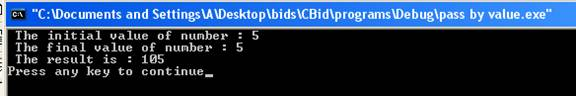 "C:\Documents and Settings\A\Desktop\bids\CBid\programs\Debug\pass by value.exe"
The initial value of number : 5
The final value of number : 5
The result is : 105
Press any key to continue_